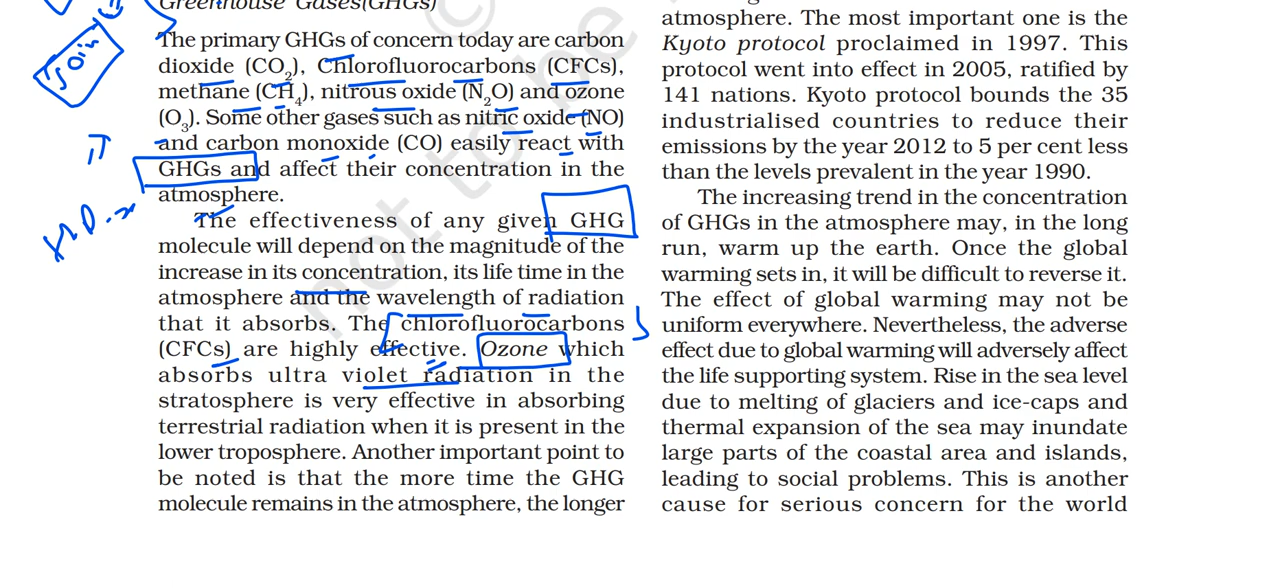 Greenhouse Gases(GHGs)
The primary GHGs of concern today are carbon
dioxide (CO2), Chlorofluorocarbons (CFCs),
methane (CH4), nitrous oxide (N2O) and ozone
(O3). Some other gases such as nitric oxide (NO)
and carbon monoxide (CO) easily react with
GHGs and affect their concentration in the
atmosphere.
The effectiveness of any given GHG
molecule will depend on the magnitude of the
increase in its concentration, its life time in the
atmosphere and the wavelength of radiation
that it absorbs. The chlorofluorocarbons
(CFCs) are highly effective. Ozone which
absorbs ultra violet radiation in the
stratosphere is very effective in absorbing
terrestrial radiation when it is present in the
lower troposphere. Another important point to
be noted is that the more time the GHG
molecule remains in the atmosphere, the longer
atmosphere. The most important one is the
Kyoto protocol proclaimed in 1997. This
protocol went into effect in 2005, ratified by
141 nations. Kyoto protocol bounds the 35
industrialised countries to reduce their
emissions by the year 2012 to 5 per cent less
than the levels prevalent in the year 1990.
The increasing trend in the concentration
of GHGs in the atmosphere may, in the long
run, warm up the earth. Once the global
warming sets in, it will be difficult to reverse it.
The effect of global warming may not be
uniform everywhere. Nevertheless, the adverse
effect due to global warming will adversely affect
the life supporting system. Rise in the sea level
due to melting of glaciers and ice-caps and
thermal expansion of the sea may inundate
large parts of the coastal area and islands,
leading to social problems. This is another
cause for serious concern for the world
Join
not to be
©